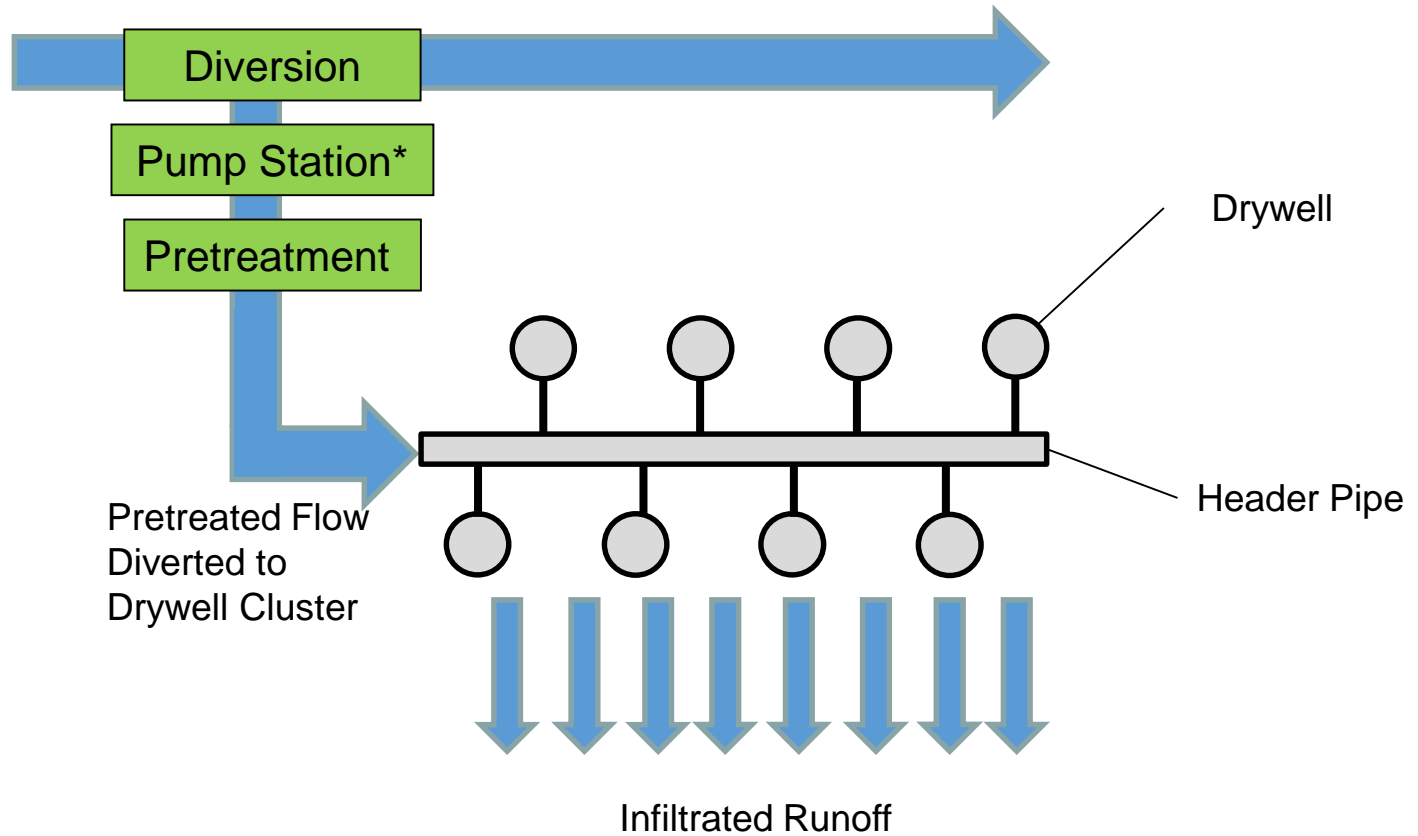 Diversion
Pump Station*
Pretreatment
Drywell
Header Pipe
Pretreated Flow
Diverted to
Drywell Cluster
Infiltrated Runoff